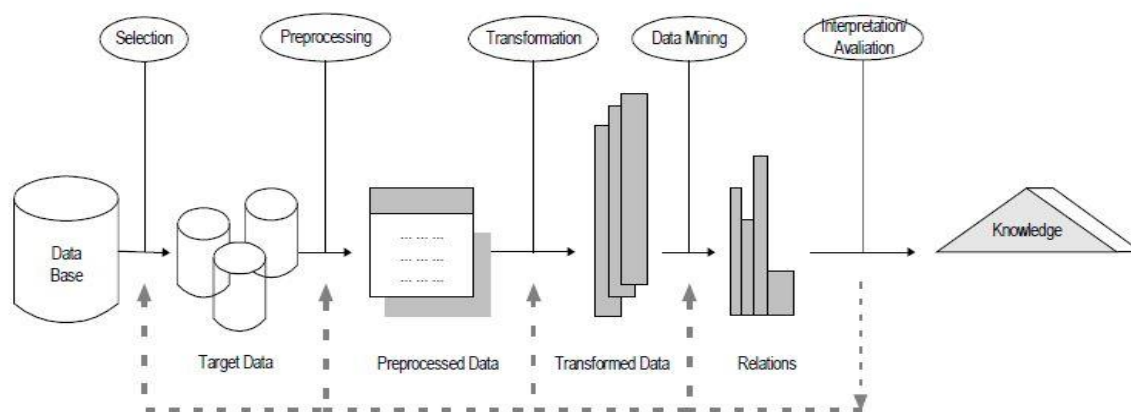 Selection
Preprocessing
Transformation
Data Mining
Interpretation/
Avaliation
Data
Base
... ... ...
... ... ...
... ... ...
Knowledge
Target Data
Preprocessed Data
Transformed Data
Relations